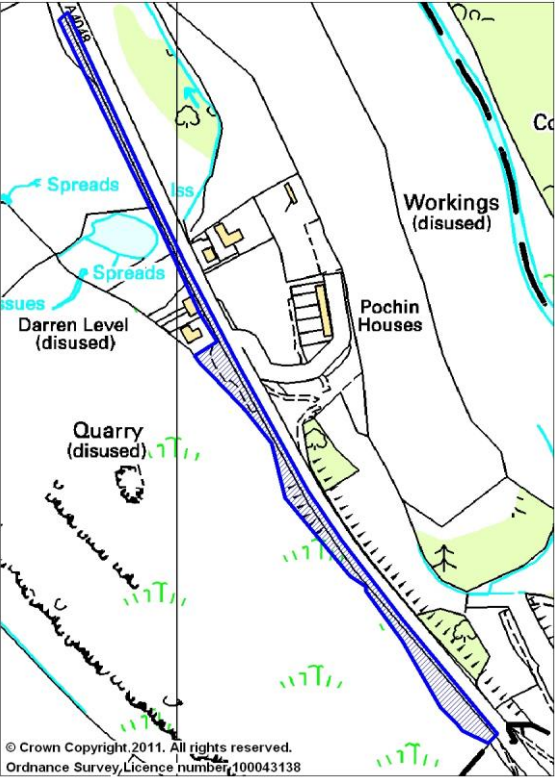 A4048
Spreads
Iss
Workings
(disused)
Co
Spreads
ssues
Darren Level
(disused)
Pochin
Houses
Quarry
(disused)
© Crown Copyright 2011. All rights reserved.
Ordnance Survey Licence number 100043138